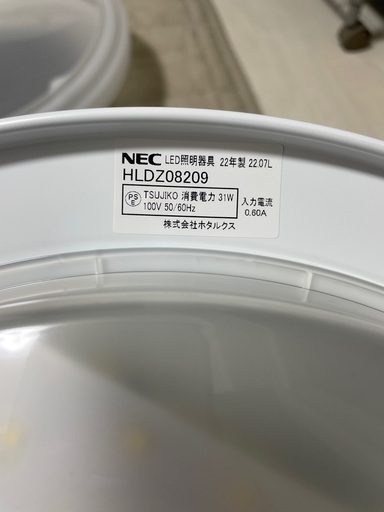 NEC LED照明器具 22年製 22.07L
HLDZ08209
PS E TSUJIKO 消費電力 31W 入力電流
100V 50/60Hz 0.60A
株式会社ホタルクス